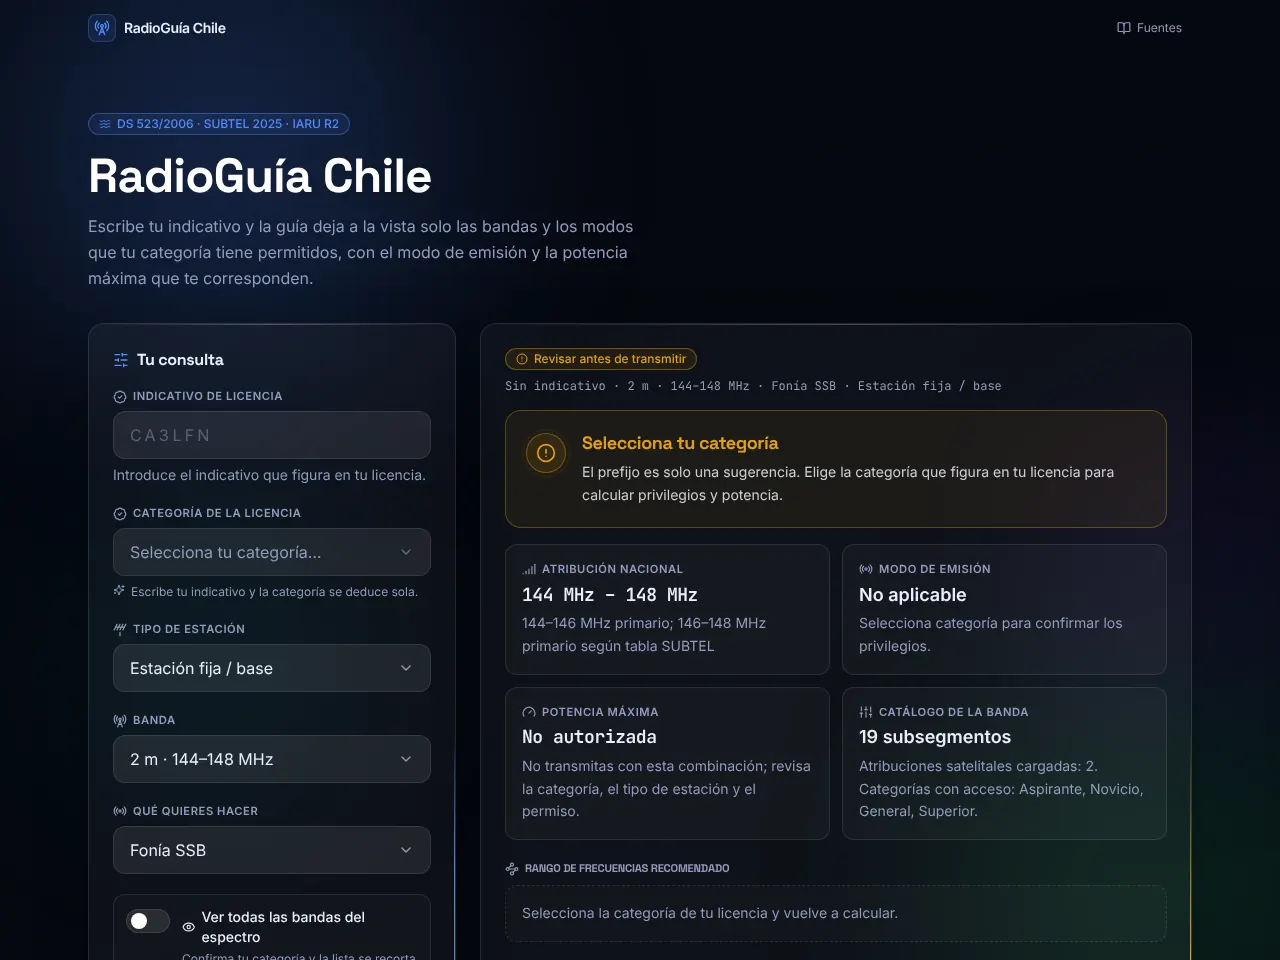 RadioGuía Chile
Fuentes
DS 523/2006 · SUBTEL 2025 · IARU R2
RadioGuía Chile
Escribe tu indicativo y la guía deja a la vista solo las bandas y los modos
que tu categoría tiene permitidos, con el modo de emisión y la potencia
máxima que te corresponden.
Tu consulta
INDICATIVO DE LICENCIA
CA3LFN
Introduce el indicativo que figura en tu licencia.
CATEGORÍA DE LA LICENCIA
Selecciona tu categoría...
Escribe tu indicativo y la categoría se deduce sola.
TIPO DE ESTACIÓN
Estación fija / base
BANDA
2 m · 144–148 MHz
QUÉ QUIERES HACER
Fonía SSB
Ver todas las bandas del
espectro
Confirma tu categoría y la lista se recorta
Revisar antes de transmitir
Sin indicativo · 2 m · 144–148 MHz · Fonía SSB · Estación fija / base
Selecciona tu categoría
El prefijo es solo una sugerencia. Elige la categoría que figura en tu licencia para
calcular privilegios y potencia.
ATRIBUCIÓN NACIONAL
144 MHz – 148 MHz
144–146 MHz primario; 146–148 MHz
primario según tabla SUBTEL
MODO DE EMISIÓN
No aplicable
Selecciona categoría para confirmar los
privilegios.
POTENCIA MÁXIMA
No autorizada
No transmitas con esta combinación; revisa
la categoría, el tipo de estación y el
permiso.
CATÁLOGO DE LA BANDA
19 subsegmentos
Atribuciones satelitales cargadas: 2.
Categorías con acceso: Aspirante, Novicio,
General, Superior.
RANGO DE FRECUENCIAS RECOMENDADO
Selecciona la categoría de tu licencia y vuelve a calcular.